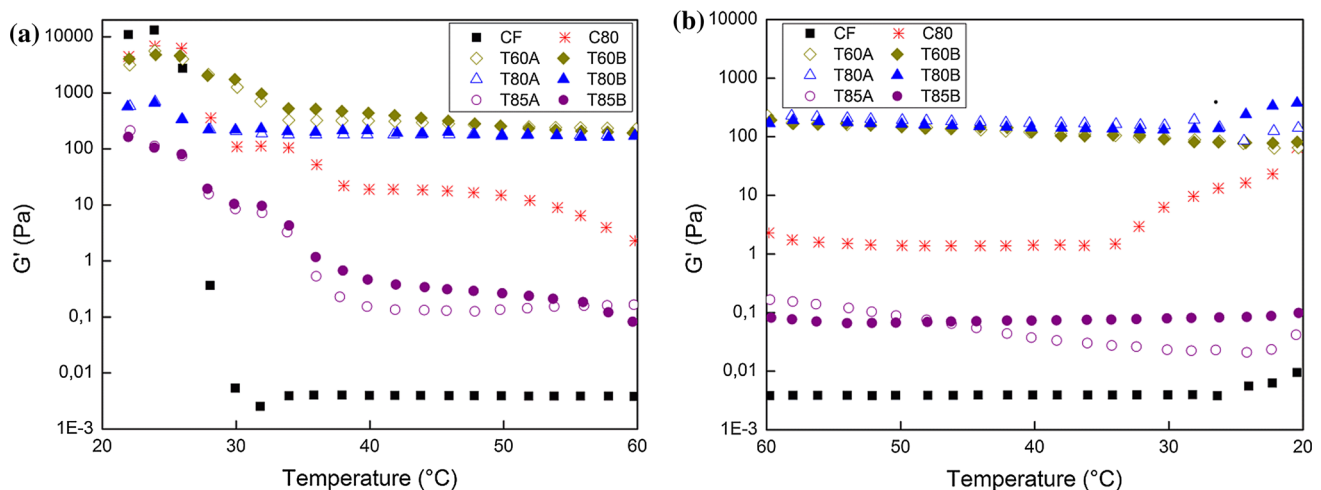 (a)
CF C80
T60A T60B
T80A T80B
T85A T85B
10000
1000
100
10
1
0,1
0,01
1E-3
G' (Pa)
20 30 40 50 60
Temperature (°C)
(b)
CF C80
T60A T60B
T80A T80B
T85A T85B
10000
1000
100
10
1
0,1
0,01
1E-3
G' (Pa)
60 50 40 30 20
Temperature (°C)